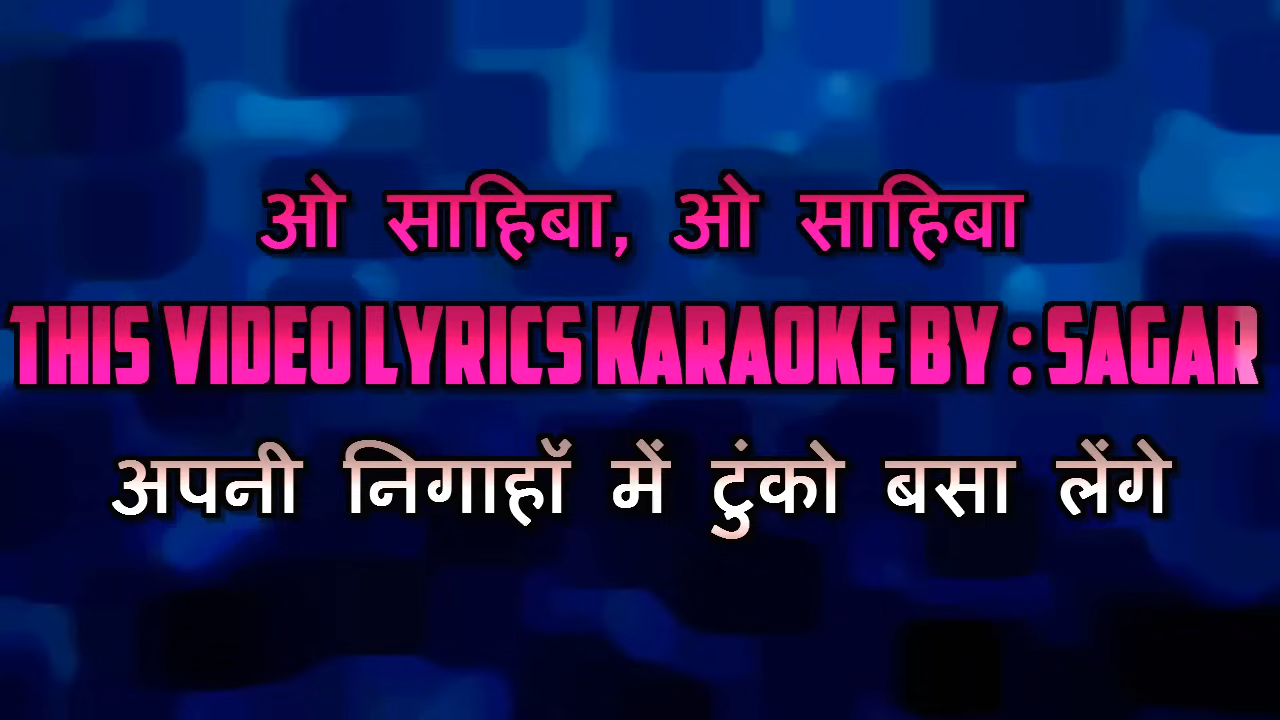 ओ साहिबा, ओ साहिबा
THIS VIDEO LYRICS KARAOKE BY : SAGAR
अपनी निगाहॉ में टुंको बसा लेंगे